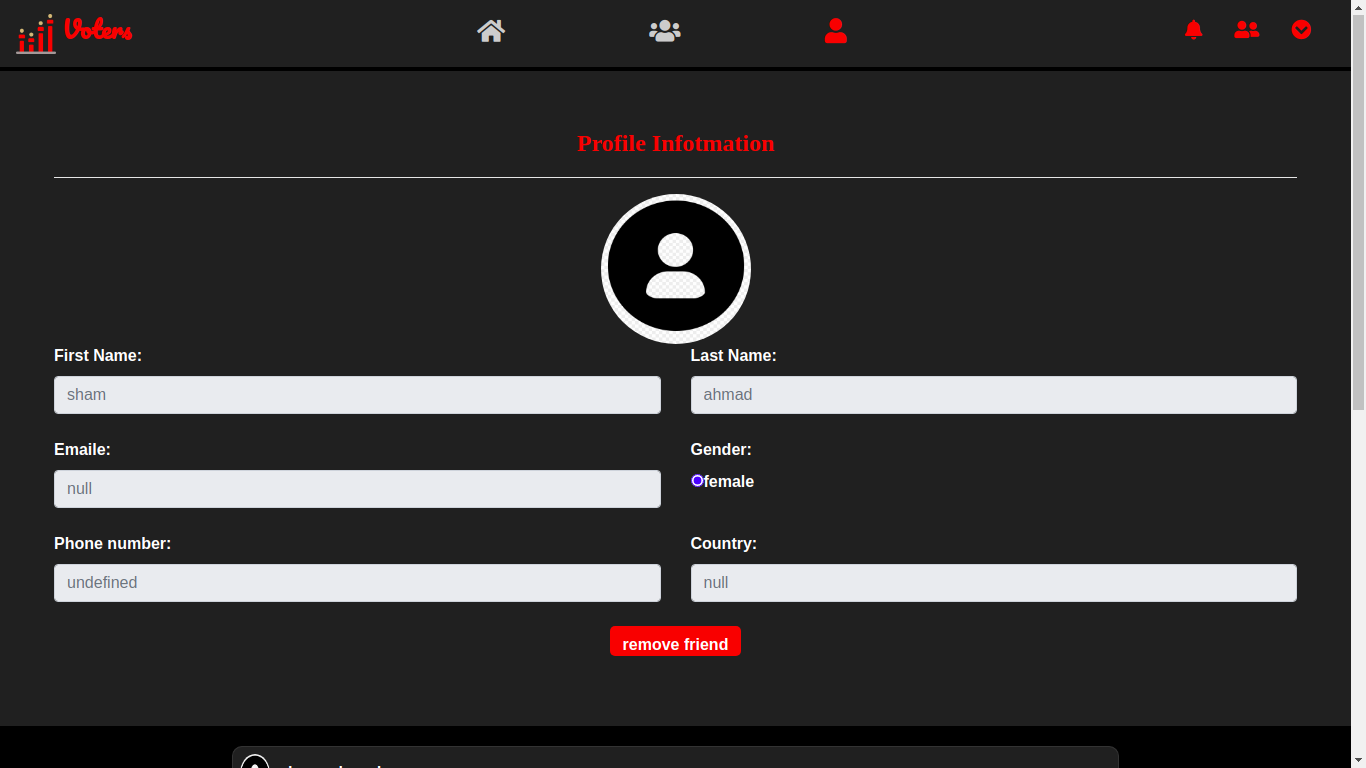 Voters
Profile Infotmation
First Name:
Last Name:
sham
ahmad
Emaile:
Gender:
null
female
Phone number:
Country:
undefined
null
remove friend